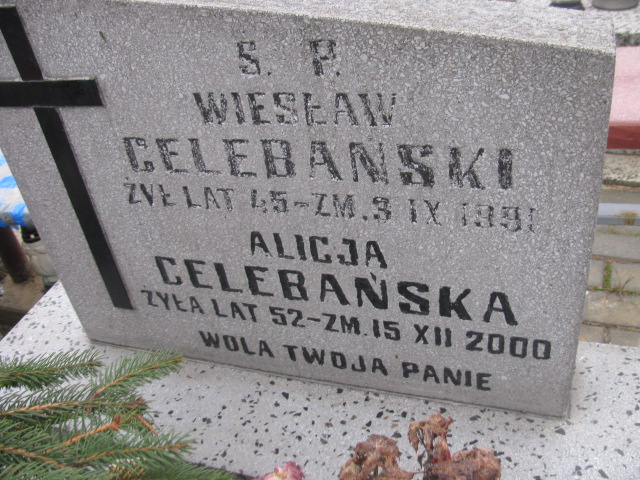 Ś. P.
WIESŁAW
CELEBAŃSKI
ŻYŁ LAT 45-ZM. 3 IX 1991
ALICJA
CELEBAŃSKA
ŻYŁA LAT 52-ZM. 15 XII 2000
WOLA TWOJA PANIE